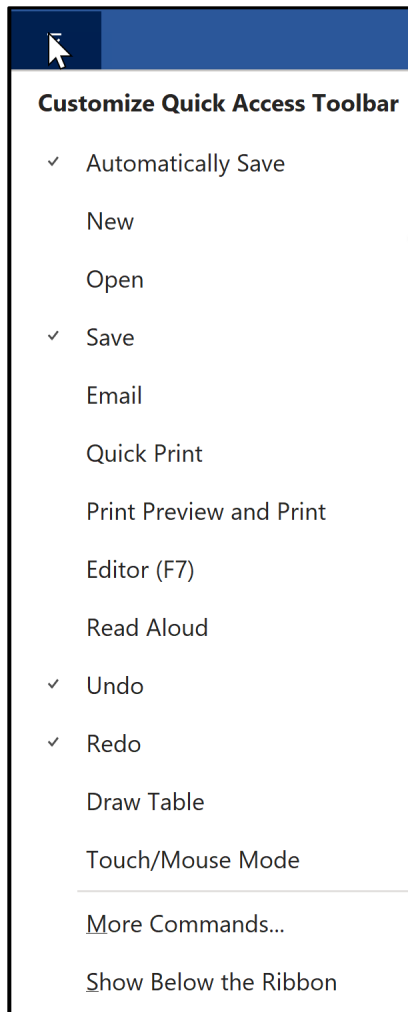 Customize Quick Access Toolbar
Automatically Save
New
Open
Save
Email
Quick Print
Print Preview and Print
Editor (F7)
Read Aloud
Undo
Redo
Draw Table
Touch/Mouse Mode
More Commands...
Show Below the Ribbon